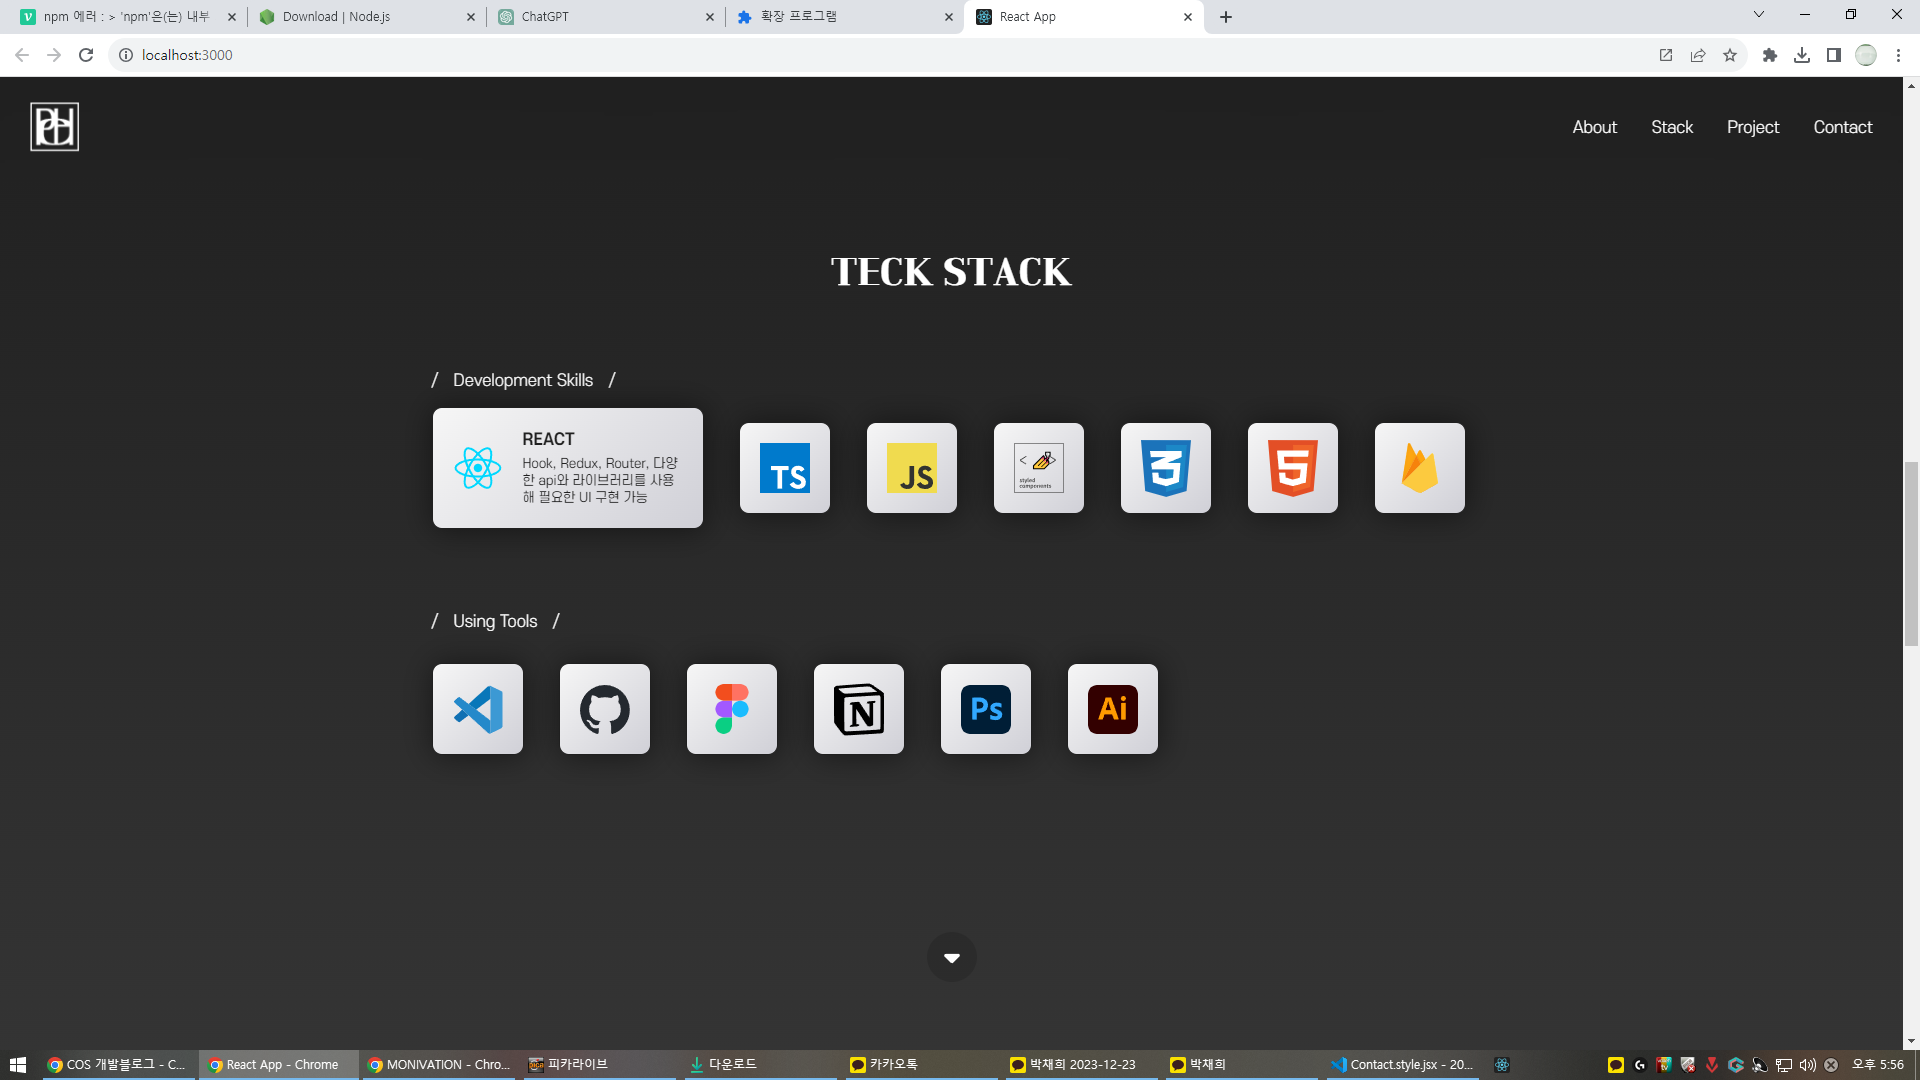 npm 에러 : > 'npm'은(는) 내부
Download | Node.js
ChatGPT
확장 프로그램
React App
localhost:3000
About
Stack
Project
Contact
TECK STACK
/ Development Skills /
REACT
Hook, Redux, Router, 다양
한 api와 라이브러리를 사용
해 필요한 UI 구현 가능
TS
JS
< >
styled
components
3
5
/ Using Tools /
N
Ps
Ai
COS 개발블로그 - C...
React App - Chrome
MONIVATION - Chro...
피카라이브
다운로드
카카오톡
박채희 2023-12-23
박채희
Contact.style.jsx - 20...
오후 5:56